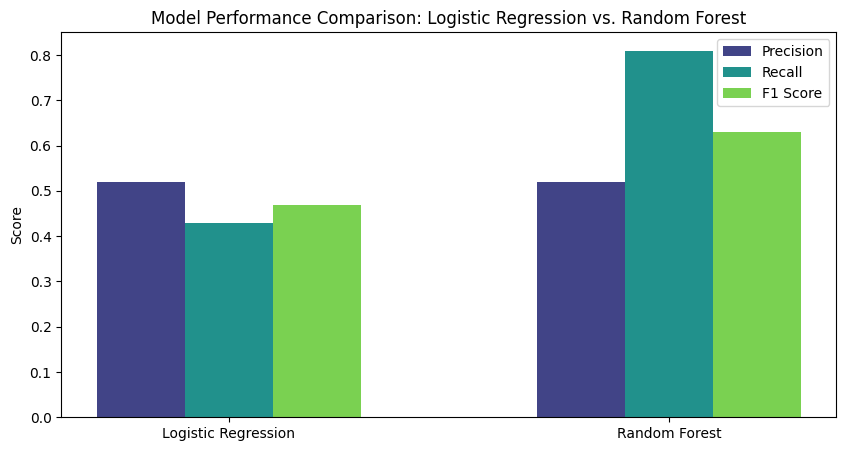 Model Performance Comparison: Logistic Regression vs. Random Forest
Precision
Recall
F1 Score
Score
0.8
0.7
0.6
0.5
0.4
0.3
0.2
0.1
0.0
Logistic Regression
Random Forest